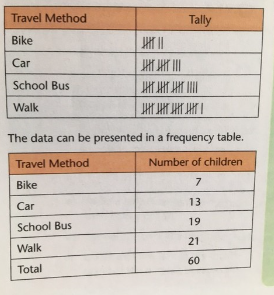 Travel Method Tally
Bike
Car
School Bus
Walk
The data can be presented in a frequency table.
Travel Method Number of children
Bike 7
Car 13
School Bus 19
Walk 21
Total 60